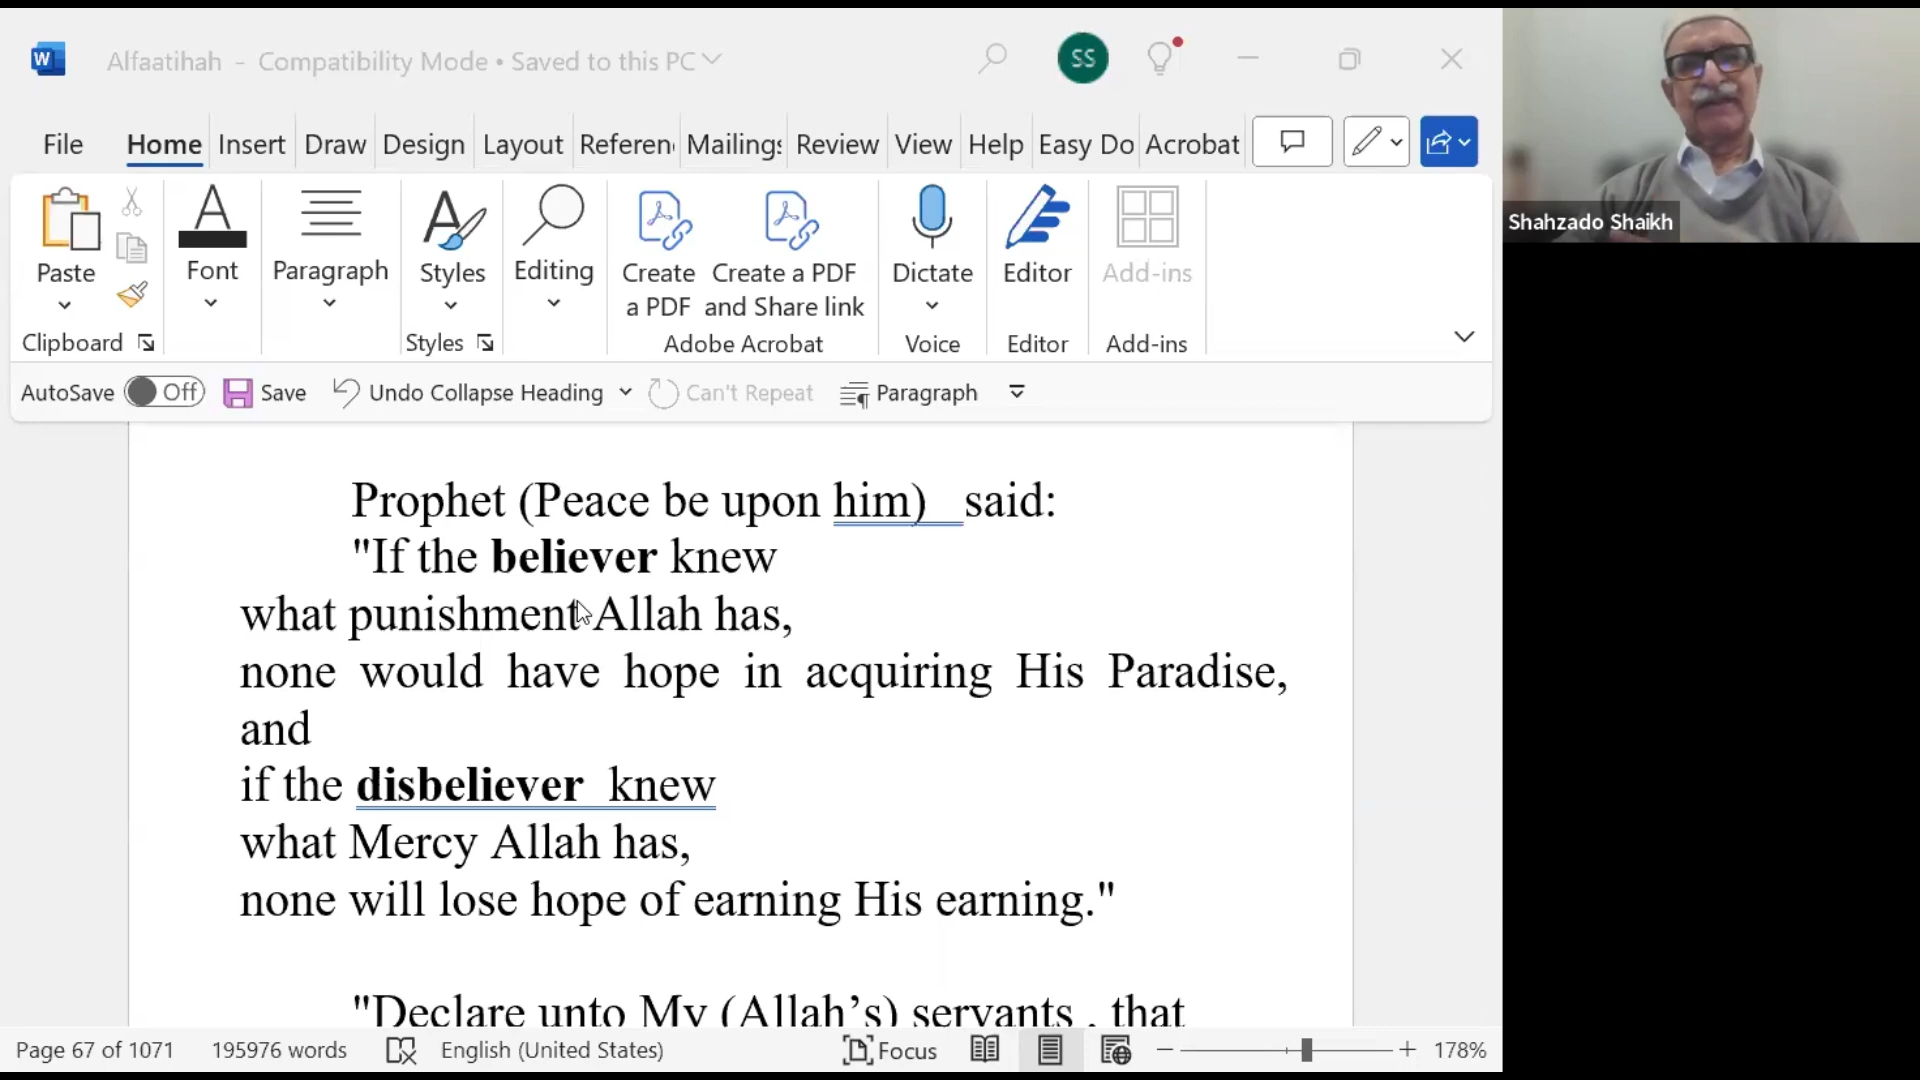 W
Alfaatihah - Compatibility Mode • Saved to this PC
SS
File Home Insert Draw Design Layout Referen Mailings Review View Help Easy Do Acrobat
Paste
Font
Paragraph
Styles
Editing
Create a PDF
Create a PDF and Share link
Dictate
Editor
Add-ins
Clipboard
Styles
Adobe Acrobat
Voice
Editor
Add-ins
AutoSave Off Save Undo Collapse Heading Can't Repeat Paragraph
Shahzado Shaikh
Prophet (Peace be upon him) said:
"If the believer knew
what punishment Allah has,
none would have hope in acquiring His Paradise,
and
if the disbeliever knew
what Mercy Allah has,
none will lose hope of earning His earning."
"Declare unto My (Allah’s) servants , that
Page 67 of 1071 195976 words English (United States) Focus 178%